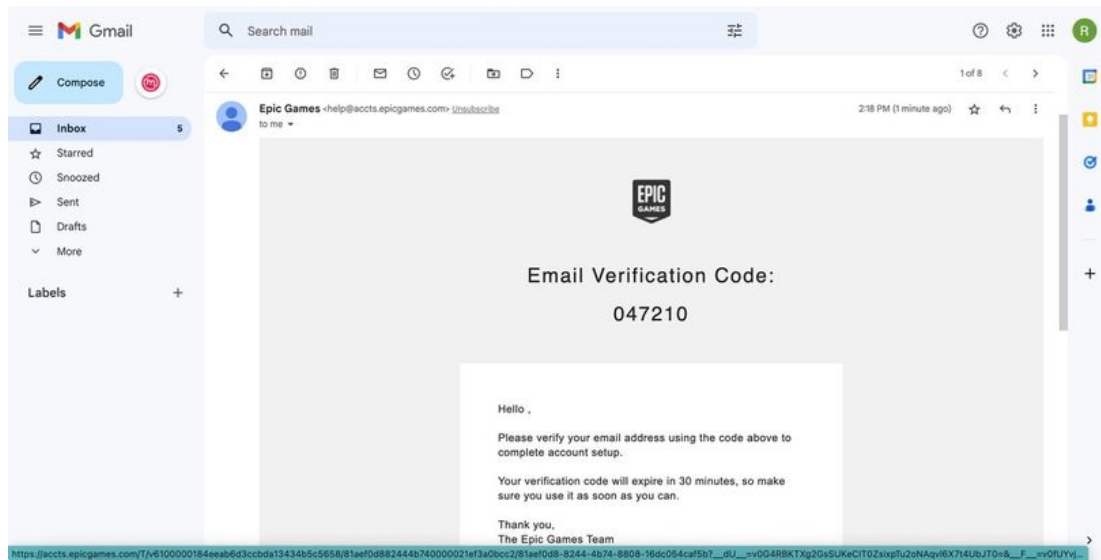 Gmail
Search mail
R
Compose
1 of 8
Epic Games <help@accts.epicgames.com> Unsubscribe
2:18 PM (1 minute ago)
to me
Inbox 5
Starred
Snoozed
Sent
Drafts
More
Labels
EPIC
GAMES
Email Verification Code:
047210
Hello ,
Please verify your email address using the code above to
complete account setup.
Your verification code will expire in 30 minutes, so make
sure you use it as soon as you can.
Thank you,
The Epic Games Team